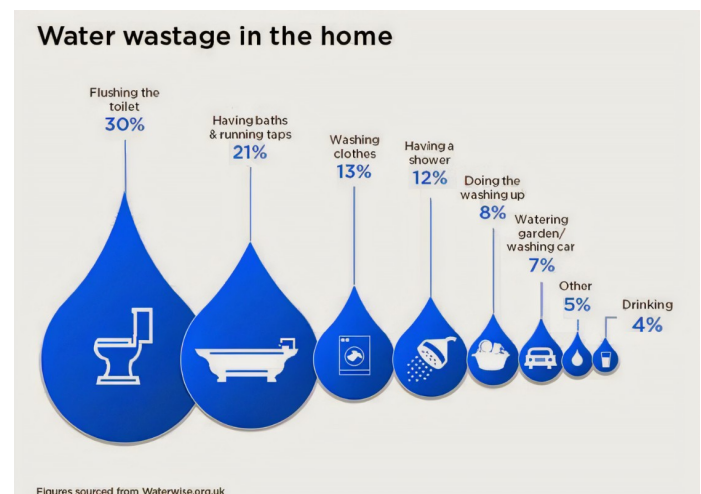 Water wastage in the home
Flushing the
toilet
30%
Having baths
& running taps
21%
Washing
clothes
13%
Having a
shower
12%
Doing the
washing up
8%
Watering
garden/
washing car
7%
Other
5%
Drinking
4%
Figures sourced from Waterwise.org.uk